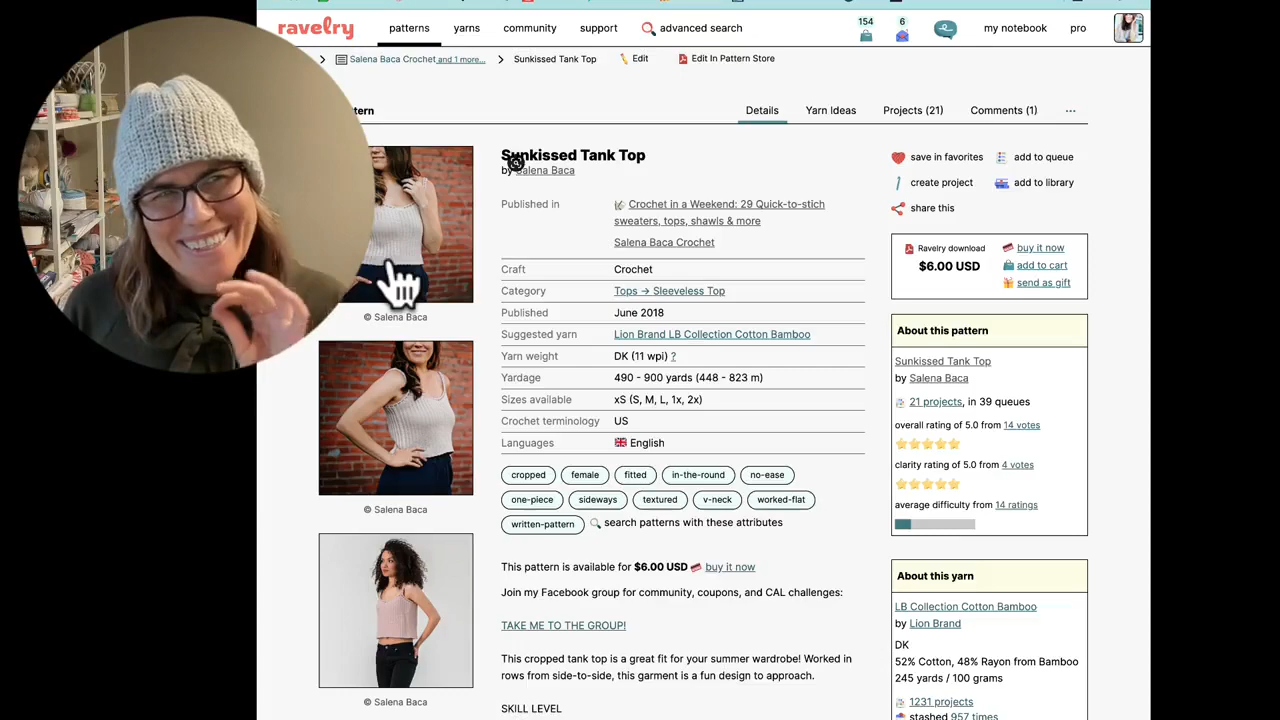 ravelry
patterns
yarns
community
support
advanced search
154
6
my notebook
pro
Salena Baca Crochet and 1 more...
Sunkissed Tank Top
Edit
Edit In Pattern Store
Details
Yarn Ideas
Projects (21)
Comments (1)
...
Sunkissed Tank Top
by Salena Baca
Published in
Crochet in a Weekend: 29 Quick-to-stich
sweaters, tops, shawls & more
Salena Baca Crochet
Craft
Crochet
Category
Tops → Sleeveless Top
Published
June 2018
Suggested yarn
Lion Brand LB Collection Cotton Bamboo
Yarn weight
DK (11 wpi) ?
Yardage
490 - 900 yards (448 - 823 m)
Sizes available
xS (S, M, L, 1x, 2x)
Crochet terminology
US
Languages
English
cropped
female
fitted
in-the-round
no-ease
one-piece
sideways
textured
v-neck
worked-flat
written-pattern
search patterns with these attributes
This pattern is available for $6.00 USD buy it now
Join my Facebook group for community, coupons, and CAL challenges:
TAKE ME TO THE GROUP!
This cropped tank top is a great fit for your summer wardrobe! Worked in
rows from side-to-side, this garment is a fun design to approach.
SKILL LEVEL
© Salena Baca
© Salena Baca
© Salena Baca
save in favorites
add to queue
create project
add to library
share this
Ravelry download
$6.00 USD
buy it now
add to cart
send as gift
About this pattern
Sunkissed Tank Top
by Salena Baca
21 projects, in 39 queues
overall rating of 5.0 from 14 votes
clarity rating of 5.0 from 4 votes
average difficulty from 14 ratings
About this yarn
LB Collection Cotton Bamboo
by Lion Brand
DK
52% Cotton, 48% Rayon from Bamboo
245 yards / 100 grams
1231 projects
stashed 957 times